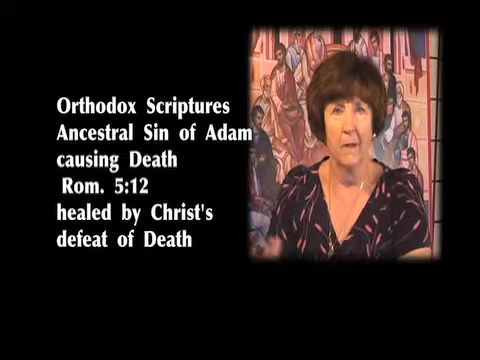 Orthodox Scriptures
Ancestral Sin of Adam
causing Death
Rom. 5:12
healed by Christ's
defeat of Death